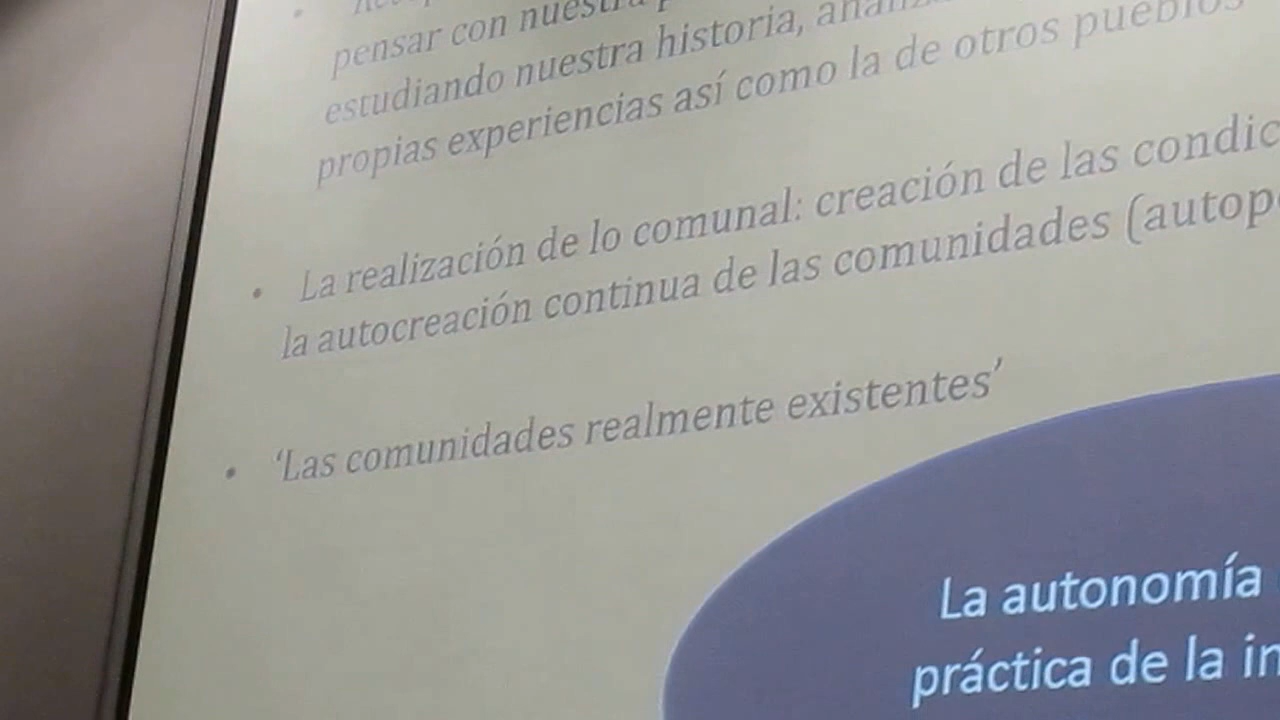 pensar con nuestra
estudiando nuestra historia,
propias experiencias así como la de otros pueblos
• La realización de lo comunal: creación de las condic
la autocreación continua de las comunidades (autop
• ‘Las comunidades realmente existentes’
La autonomía
práctica de la in